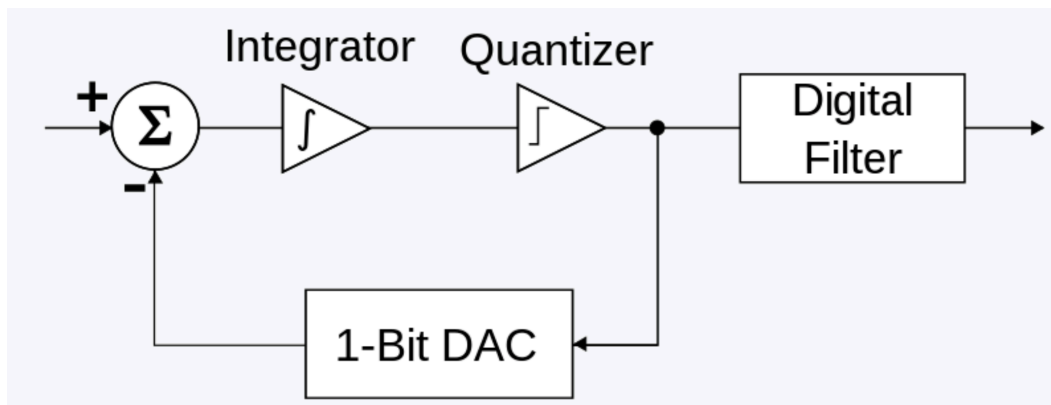 Integrator
Quantizer
+
Σ
∫
Digital
Filter
-
1-Bit DAC